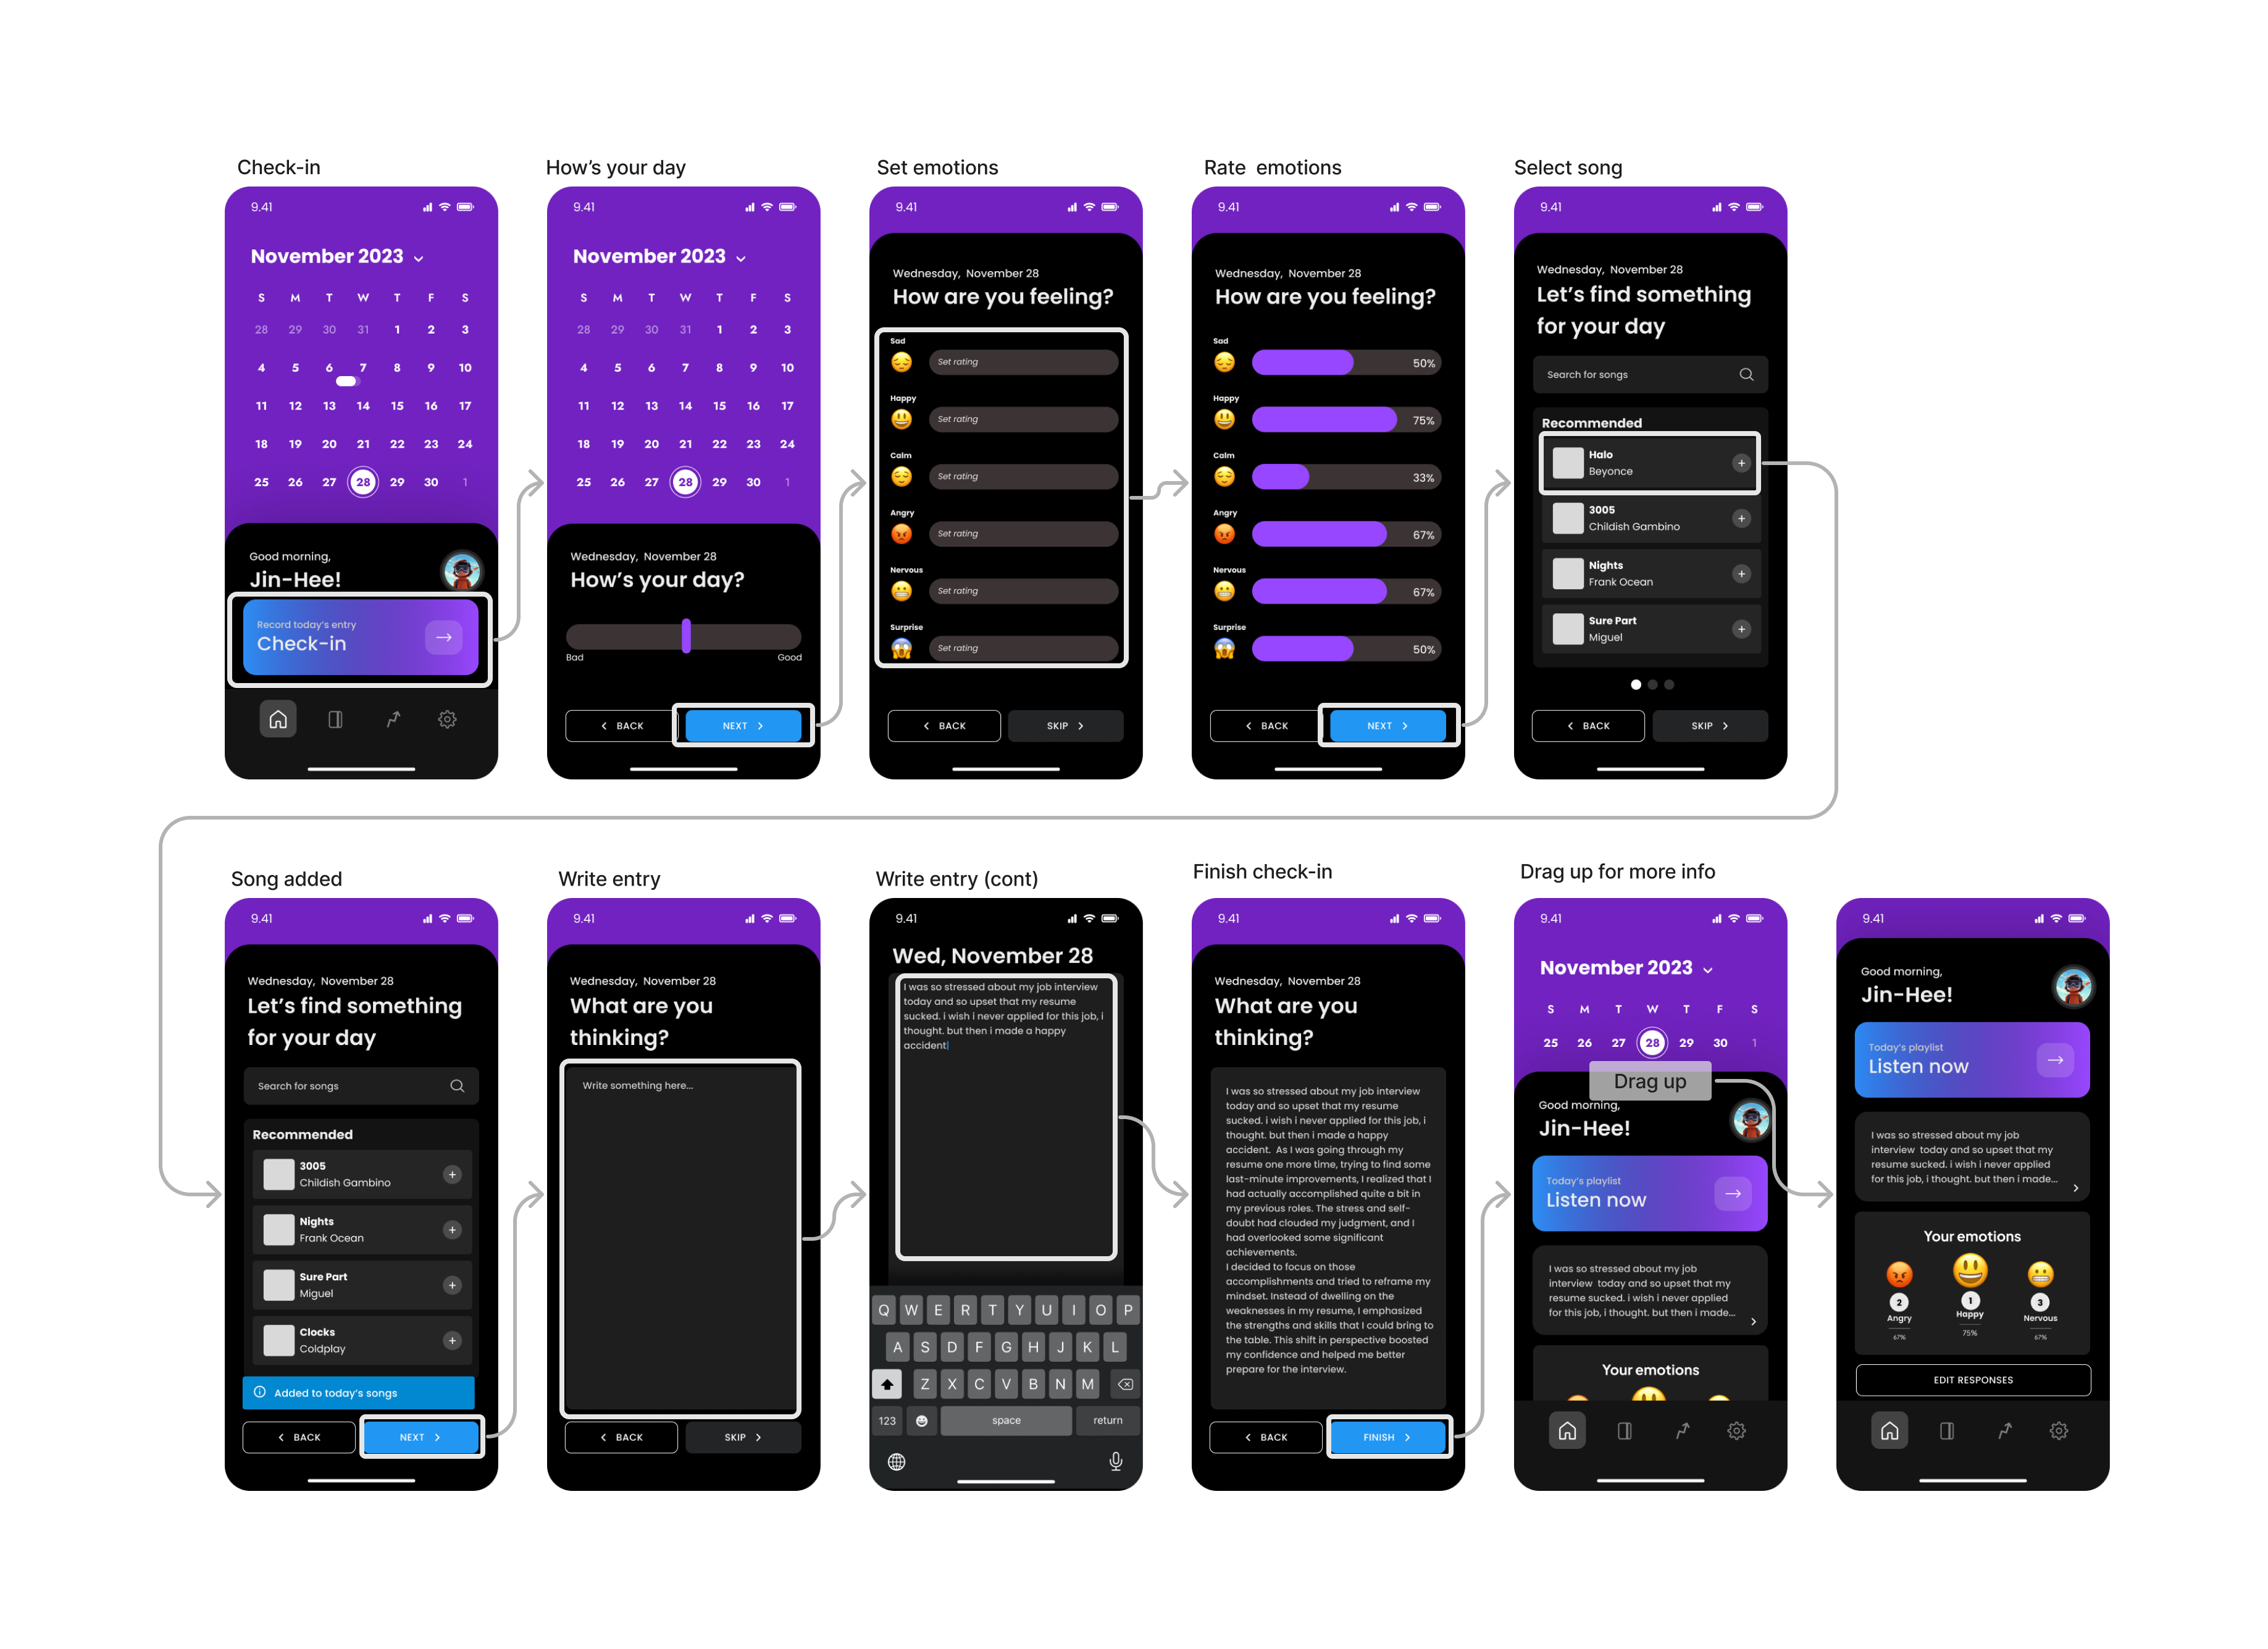 Check-in
9.41
November 2023
S M T W T F S
28 29 30 31 1 2 3
4 5 6 7 8 9 10
11 12 13 14 15 16 17
18 19 20 21 22 23 24
25 26 27 28 29 30 1
Good morning,
Jin-Hee!
Record today's entry
Check-in
How's your day
9.41
November 2023
S M T W T F S
28 29 30 31 1 2 3
4 5 6 7 8 9 10
11 12 13 14 15 16 17
18 19 20 21 22 23 24
25 26 27 28 29 30 1
Wednesday, November 28
How's your day?
Bad Good
BACK NEXT
Set emotions
9.41
Wednesday, November 28
How are you feeling?
Sad
Set rating
Happy
Set rating
Calm
Set rating
Angry
Set rating
Nervous
Set rating
Surprise
Set rating
BACK SKIP
Rate emotions
9.41
Wednesday, November 28
How are you feeling?
Sad
50%
Happy
75%
Calm
33%
Angry
67%
Nervous
67%
Surprise
50%
BACK NEXT
Select song
9.41
Wednesday, November 28
Let's find something
for your day
Search for songs
Recommended
Halo
Beyonce
3005
Childish Gambino
Nights
Frank Ocean
Sure Part
Miguel
BACK SKIP
Song added
9.41
Wednesday, November 28
Let's find something
for your day
Search for songs
Recommended
3005
Childish Gambino
Nights
Frank Ocean
Sure Part
Miguel
Clocks
Coldplay
Added to today's songs
BACK NEXT
Write entry
9.41
Wednesday, November 28
What are you
thinking?
Write something here...
BACK SKIP
Write entry (cont)
9.41
Wed, November 28
I was so stressed about my job interview
today and so upset that my resume
sucked. i wish i never applied for this job, i
thought. but then i made a happy
accident
Q W E R T Y U I O P
A S D F G H J K L
Z X C V B N M
123 space return
Finish check-in
9.41
Wednesday, November 28
What are you
thinking?
I was so stressed about my job interview
today and so upset that my resume
sucked. i wish i never applied for this job, i
thought. but then i made a happy
accident. As I was going through my
resume one more time, trying to find some
last-minute improvements, I realized that I
had actually accomplished quite a bit in
my previous roles. The stress and self-
doubt had clouded my judgment, and I
had overlooked some significant
achievements.
I decided to focus on those
accomplishments and tried to reframe my
mindset. Instead of dwelling on the
weaknesses in my resume, I emphasized
the strengths and skills that I could bring to
the table. This shift in perspective boosted
my confidence and helped me better
prepare for the interview.
BACK FINISH
Drag up for more info
9.41
November 2023
S M T W T F S
25 26 27 28 29 30 1
Drag up
Good morning,
Jin-Hee!
Today's playlist
Listen now
I was so stressed about my job
interview today and so upset that my
resume sucked. i wish i never applied
for this job, i thought. but then i made...
Your emotions
9.41
Good morning,
Jin-Hee!
Today's playlist
Listen now
I was so stressed about my job
interview today and so upset that my
resume sucked. i wish i never applied
for this job, i thought. but then i made...
Your emotions
2 1 3
Angry Happy Nervous
67% 75% 67%
EDIT RESPONSES